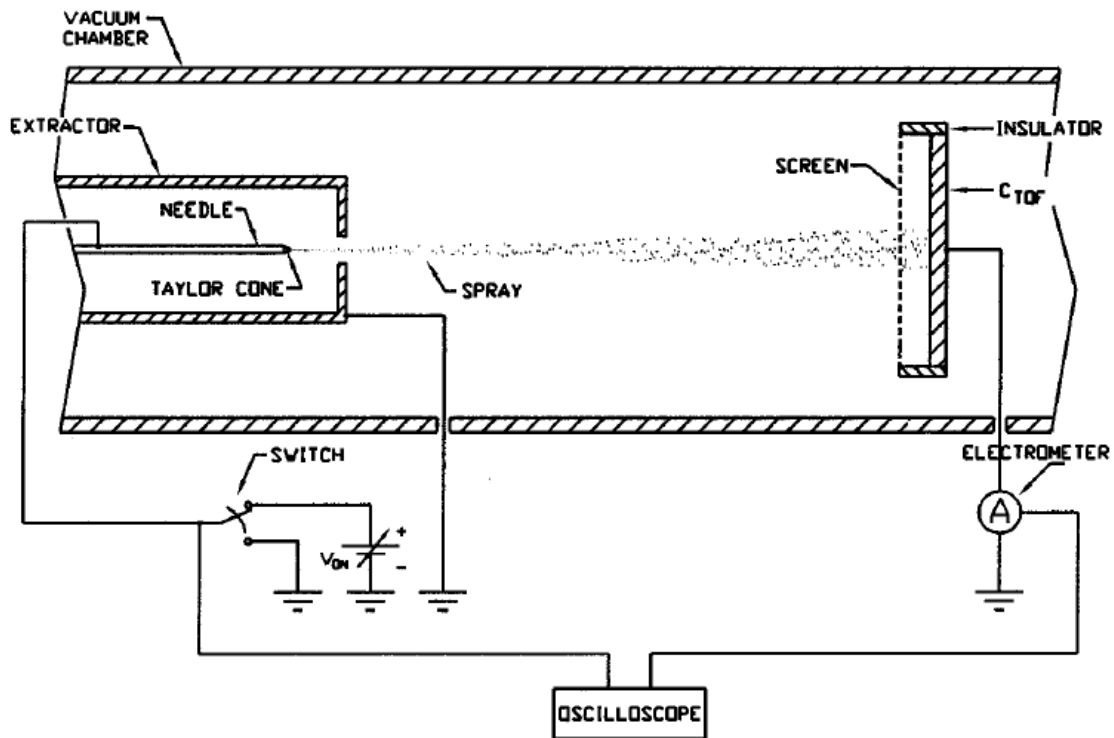 VACUUM
CHAMBER
EXTRACTOR
INSULATOR
SCREEN
C TOF
NEEDLE
TAYLOR CONE
SPRAY
SWITCH
ELECTROMETER
A
+
V ON
-
OSCILLOSCOPE